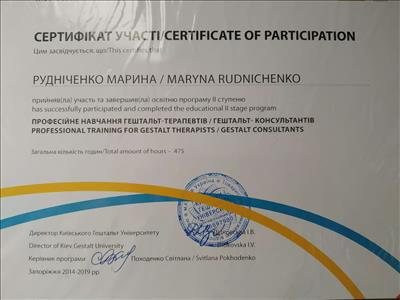 СЕРТИФІКАТ УЧАСТІ/CERTIFICATE OF PARTICIPATION
Цим засвідчується, що/This certifies that
РУДНІЧЕНКО МАРИНА / MARYNA RUDNICHENKO
прийняв(ла) участь та завершив(ла) освітню програму II ступеню
has successfully participated and completed the educational II stage program
ПРОФЕСІЙНЕ НАВЧАННЯ ГЕШТАЛЬТ-ТЕРАПЕВТІВ / ГЕШТАЛЬТ- КОНСУЛЬТАНТІВ
PROFESSIONAL TRAINING FOR GESTALT THERAPISTS / GESTALT CONSULTANTS
Загальна кількість годин/Total amount of hours – 475
Директор Київського Гештальт Університету І.В.
Director of Kiev Gestalt University I.V.
Керівник програми Походенко Світлана / Svitlana Pokhodenko
Запоріжжя 2014-2019 рр